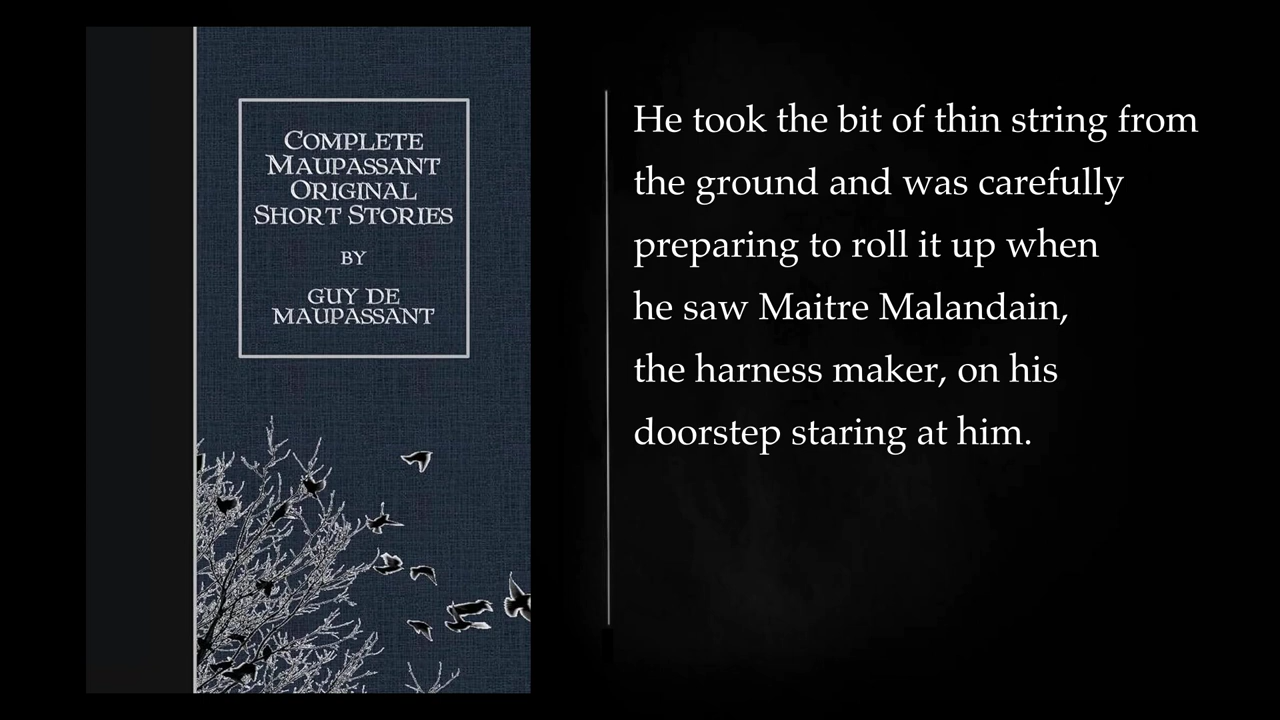 COMPLETE
MAUPASSANT
ORIGINAL
SHORT STORIES
BY
GUY DE
MAUPASSANT
He took the bit of thin string from
the ground and was carefully
preparing to roll it up when
he saw Maitre Malandain,
the harness maker, on his
doorstep staring at him.